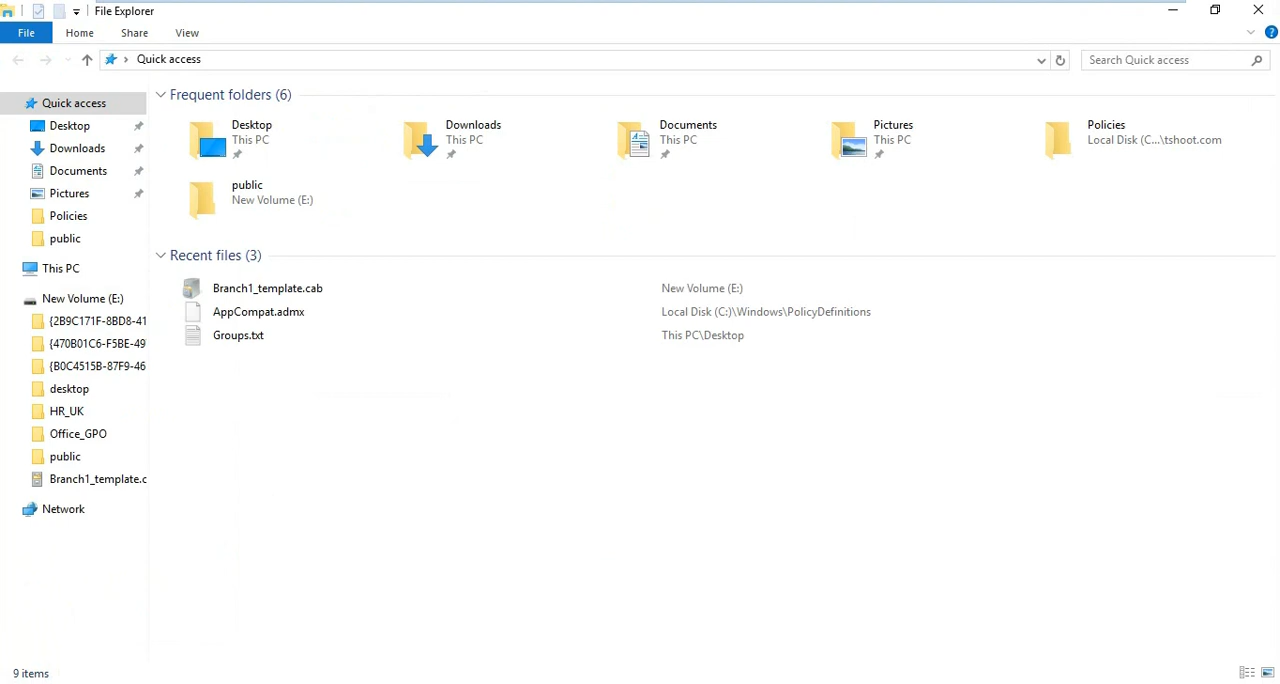 File Explorer
File Home Share View
Quick access
Search Quick access
Quick access
Desktop
Downloads
Documents
Pictures
Policies
public
This PC
New Volume (E:)
{2B9C171F-8BD8-41
{470B01C6-F5BE-49
{B0C4515B-87F9-46
desktop
HR_UK
Office_GPO
public
Branch1_template.c
Network
Frequent folders (6)
Desktop
This PC
Downloads
This PC
Documents
This PC
Pictures
This PC
Policies
Local Disk (C...\tshoot.com
public
New Volume (E:)
Recent files (3)
Branch1_template.cab New Volume (E:)
AppCompat.admx Local Disk (C:)\Windows\PolicyDefinitions
Groups.txt This PC\Desktop
9 items